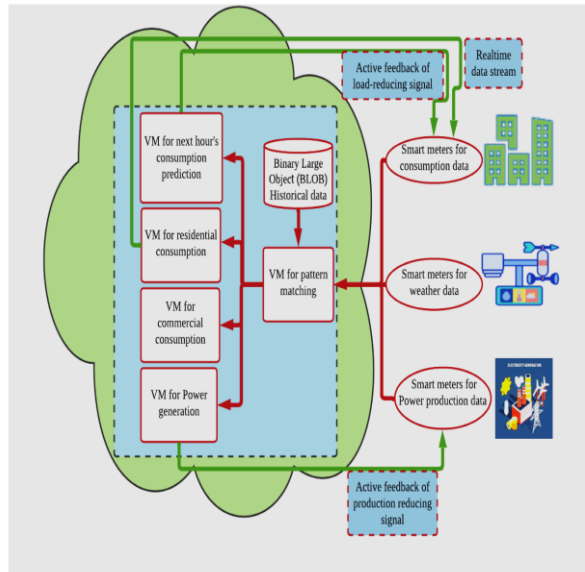 Active feedback of
load-reducing signal
Realtime
data stream
VM for next hour's
consumption
prediction
Binary Large
Object (BLOB)
Historical data
Smart meters for
consumption data
VM for residential
consumption
VM for pattern
matching
Smart meters for
weather data
VM for
commercial
consumption
VM for Power
generation
Smart meters for
Power production data
ELECTRICITY GENERATION
Active feedback of
production reducing
signal